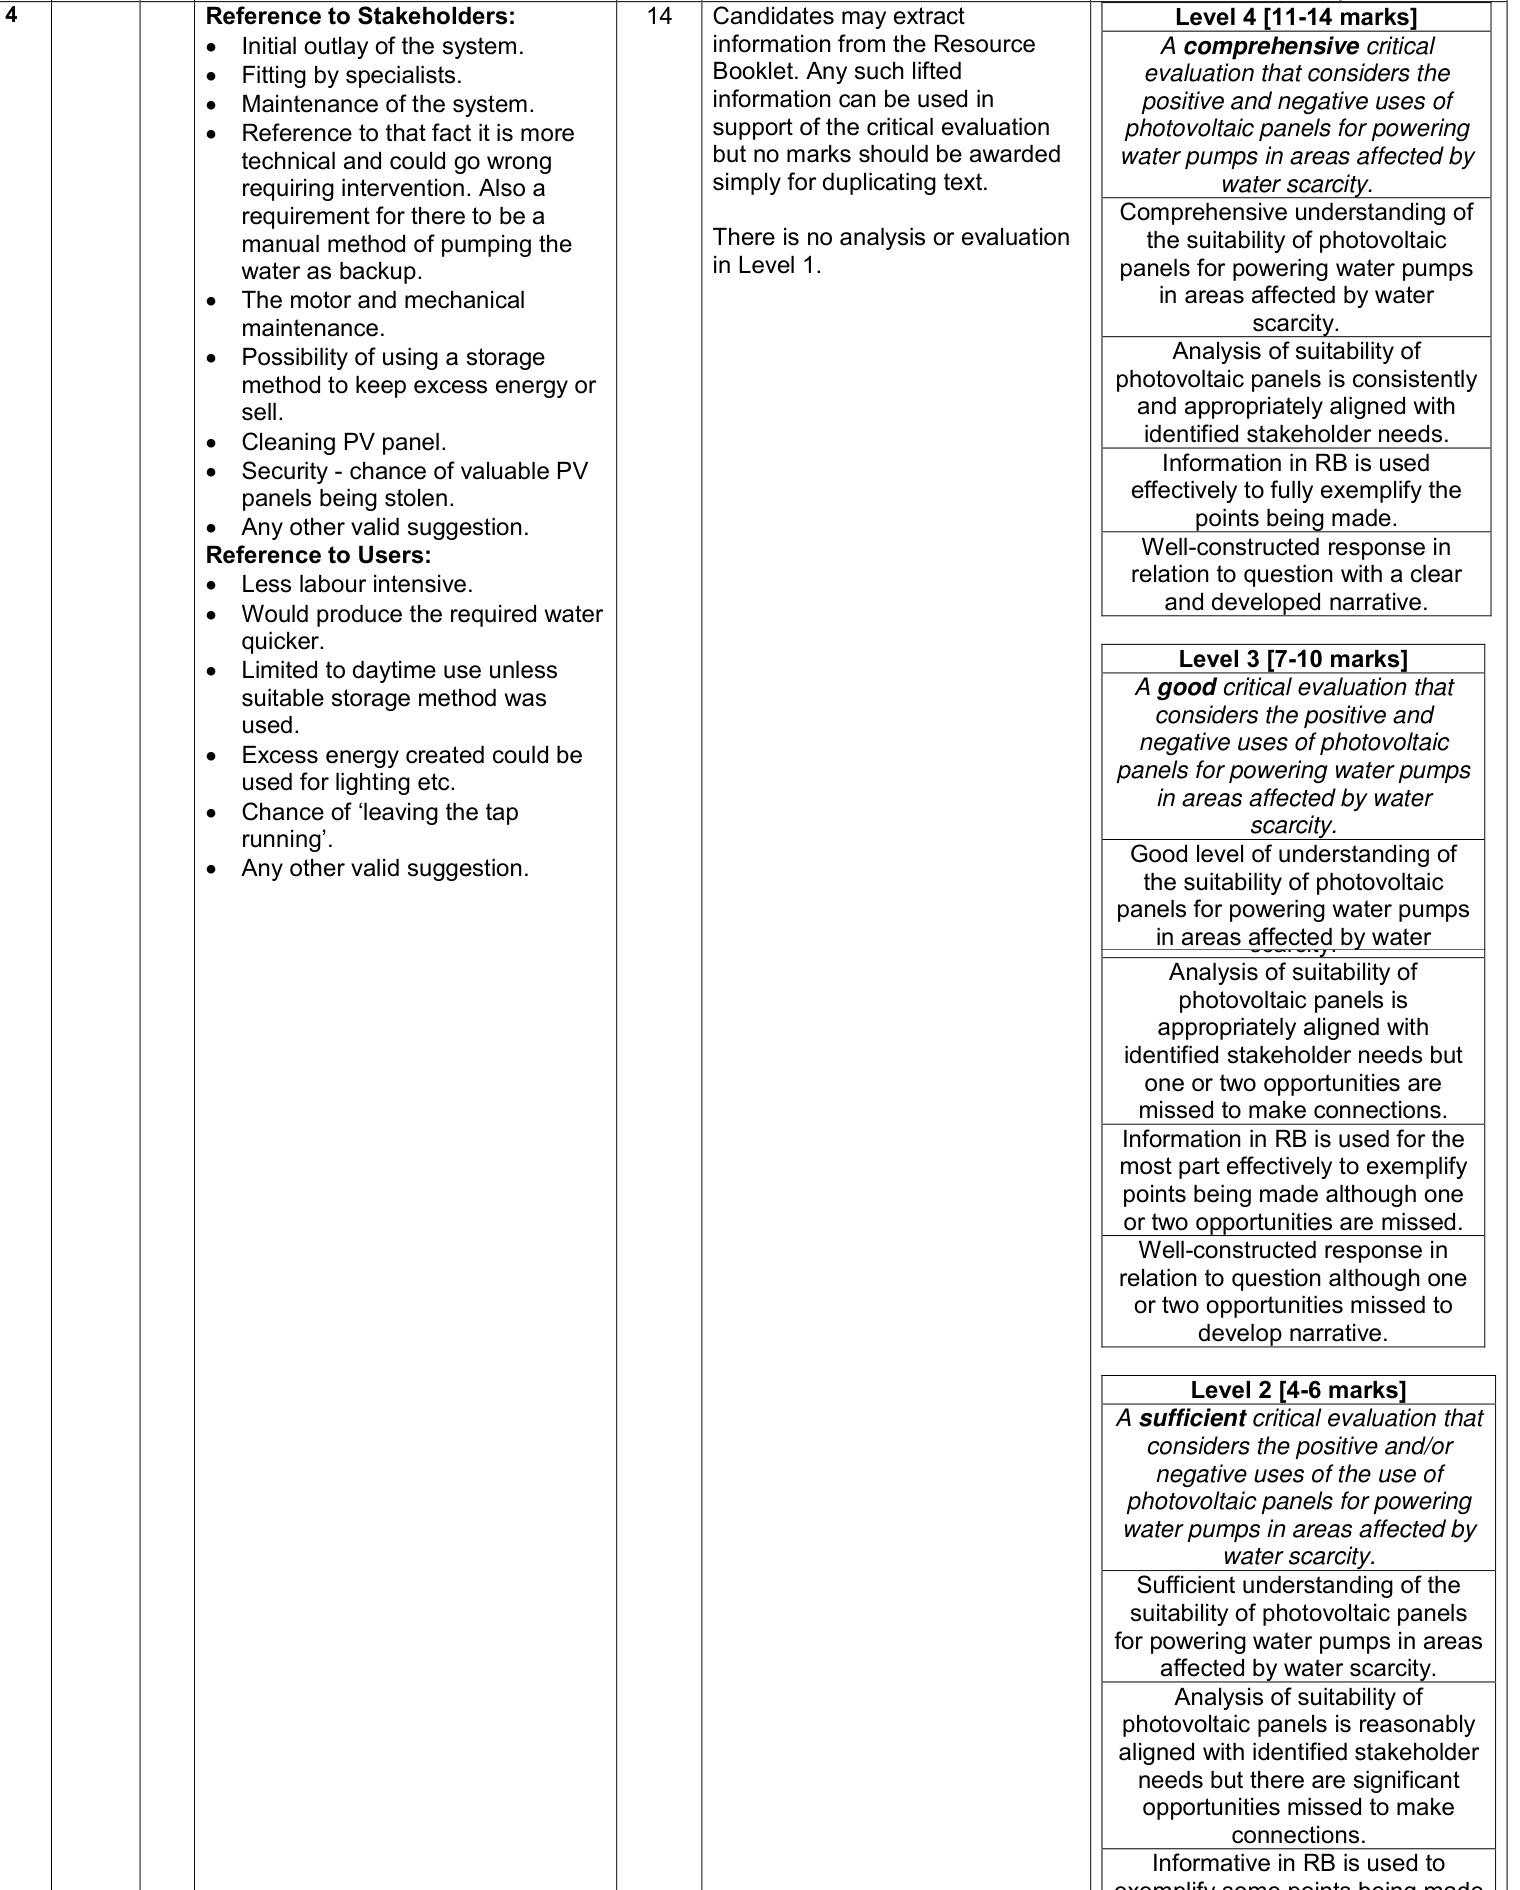 4
Reference to Stakeholders:
• Initial outlay of the system.
• Fitting by specialists.
• Maintenance of the system.
• Reference to that fact it is more
technical and could go wrong
requiring intervention. Also a
requirement for there to be a
manual method of pumping the
water as backup.
• The motor and mechanical
maintenance.
• Possibility of using a storage
method to keep excess energy or
sell.
• Cleaning PV panel.
• Security - chance of valuable PV
panels being stolen.
• Any other valid suggestion.
Reference to Users:
• Less labour intensive.
• Would produce the required water
quicker.
• Limited to daytime use unless
suitable storage method was
used.
• Excess energy created could be
used for lighting etc.
• Chance of ‘leaving the tap
running’.
• Any other valid suggestion.
14
Candidates may extract
information from the Resource
Booklet. Any such lifted
information can be used in
support of the critical evaluation
but no marks should be awarded
simply for duplicating text.
There is no analysis or evaluation
in Level 1.
Level 4 [11-14 marks]
A comprehensive critical
evaluation that considers the
positive and negative uses of
photovoltaic panels for powering
water pumps in areas affected by
water scarcity.
Comprehensive understanding of
the suitability of photovoltaic
panels for powering water pumps
in areas affected by water
scarcity.
Analysis of suitability of
photovoltaic panels is consistently
and appropriately aligned with
identified stakeholder needs.
Information in RB is used
effectively to fully exemplify the
points being made.
Well-constructed response in
relation to question with a clear
and developed narrative.
Level 3 [7-10 marks]
A good critical evaluation that
considers the positive and
negative uses of photovoltaic
panels for powering water pumps
in areas affected by water
scarcity.
Good level of understanding of
the suitability of photovoltaic
panels for powering water pumps
in areas affected by water
scarcity.
Analysis of suitability of
photovoltaic panels is
appropriately aligned with
identified stakeholder needs but
one or two opportunities are
missed to make connections.
Information in RB is used for the
most part effectively to exemplify
points being made although one
or two opportunities are missed.
Well-constructed response in
relation to question although one
or two opportunities missed to
develop narrative.
Level 2 [4-6 marks]
A sufficient critical evaluation that
considers the positive and/or
negative uses of the use of
photovoltaic panels for powering
water pumps in areas affected by
water scarcity.
Sufficient understanding of the
suitability of photovoltaic panels
for powering water pumps in areas
affected by water scarcity.
Analysis of suitability of
photovoltaic panels is reasonably
aligned with identified stakeholder
needs but there are significant
opportunities missed to make
connections.
Informative in RB is used to
exemplify some points being made